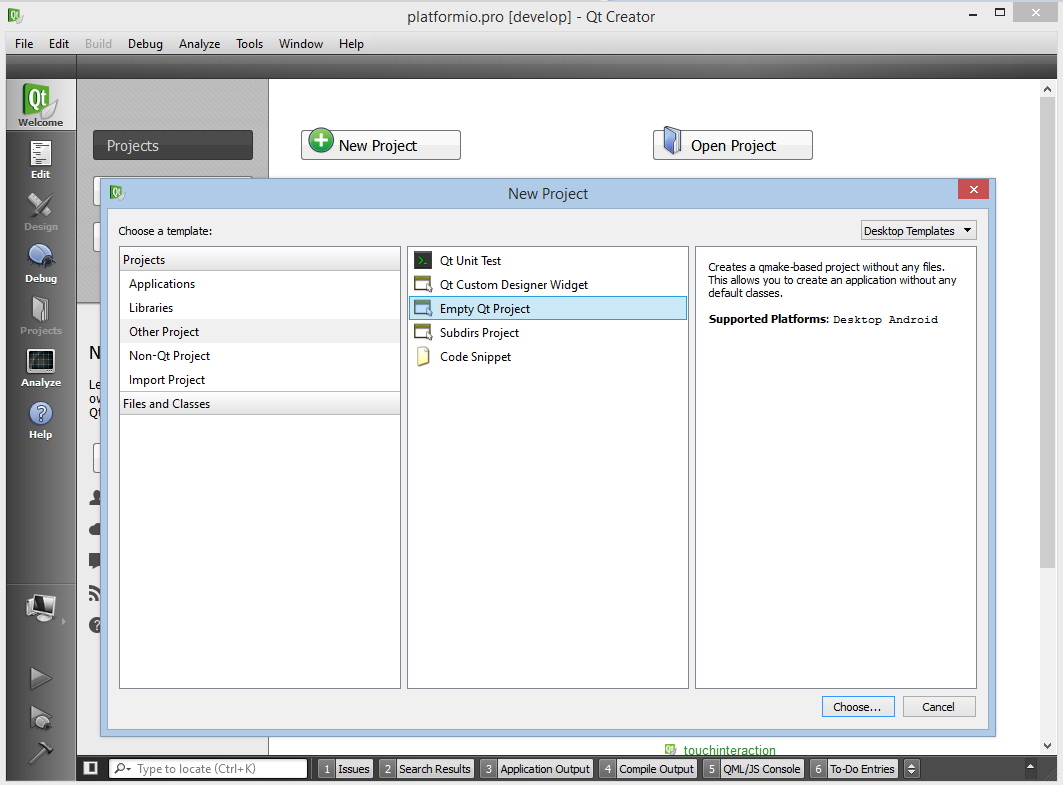 platformio.pro [develop] - Qt Creator
File Edit Build Debug Analyze Tools Window Help
Qt
Welcome
Edit
Design
Debug
Projects
Analyze
Help
Projects
New Project
Open Project
N
Le
Qt
New Project
Choose a template:
Desktop Templates
Projects
Applications
Libraries
Other Project
Non-Qt Project
Import Project
Files and Classes
Qt Unit Test
Qt Custom Designer Widget
Empty Qt Project
Subdirs Project
Code Snippet
Creates a qmake-based project without any files.
This allows you to create an application without any
default classes.
Supported Platforms: Desktop Android
Choose...
Cancel
touchinteraction
Type to locate (Ctrl+K)
1 Issues 2 Search Results 3 Application Output 4 Compile Output 5 QML/JS Console 6 To-Do Entries